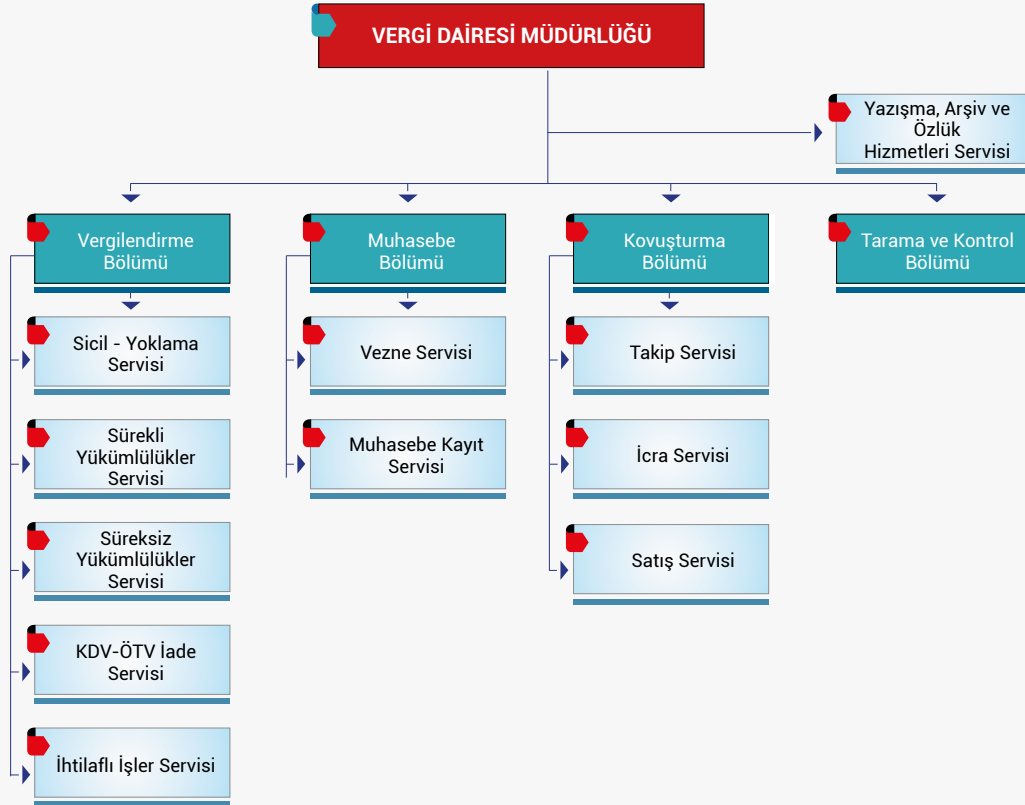 VERGİ DAİRESİ MÜDÜRLÜĞÜ
Yazışma, Arşiv ve
Özlük
Hizmetleri Servisi
Vergilendirme
Bölümü
Muhasebe
Bölümü
Kovuşturma
Bölümü
Tarama ve Kontrol
Bölümü
Sicil - Yoklama
Servisi
Sürekli
Yükümlülükler
Servisi
Süreksiz
Yükümlülükler
Servisi
KDV-ÖTV İade
Servisi
İhtilaflı İşler Servisi
Vezne Servisi
Muhasebe Kayıt
Servisi
Takip Servisi
İcra Servisi
Satış Servisi